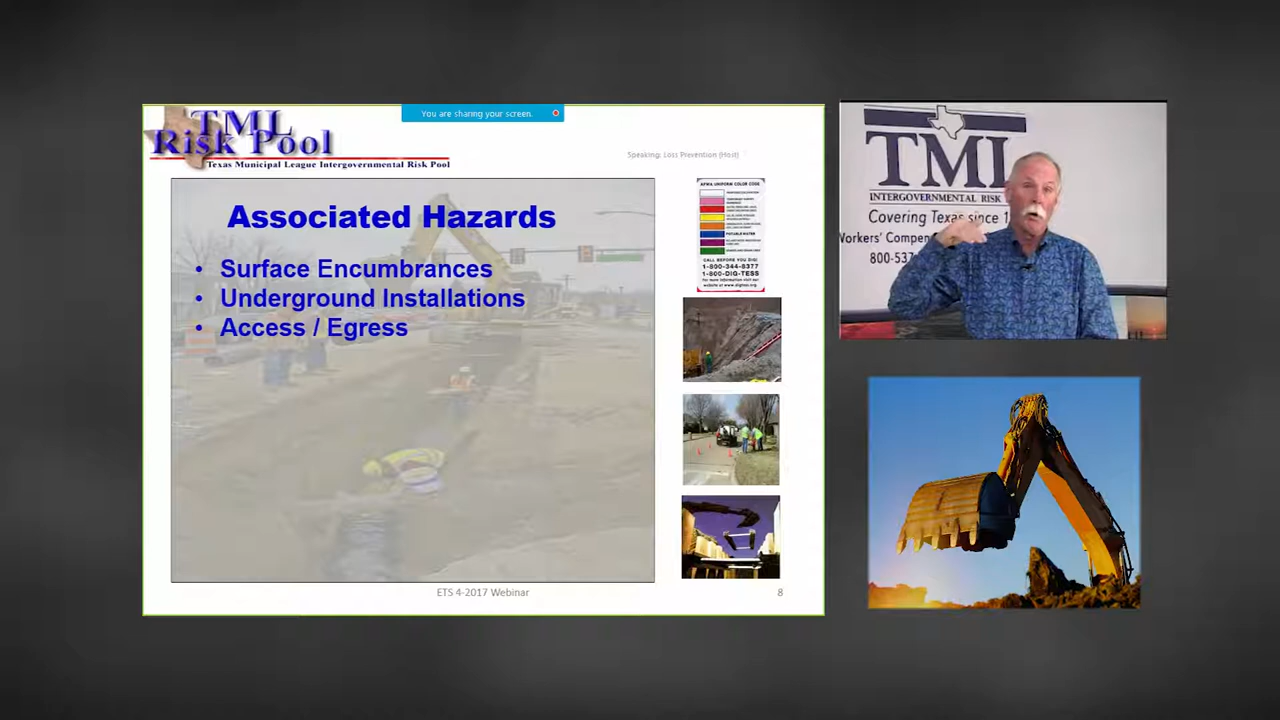 You are sharing your screen.
TML
Risk Pool
Texas Municipal League Intergovernmental Risk Pool
Speaking: Loss Prevention (Host)
Associated Hazards
• Surface Encumbrances
• Underground Installations
• Access / Egress
APWA UNIFORM COLOR CODE
CALL BEFORE YOU DIG
1-800-344-8377
1-800-DIG-TESS
ETS 4-2017 Webinar
8
TML
INTERGOVERNMENTAL RISK
Covering Texas since 1
Workers' Compen
800-537